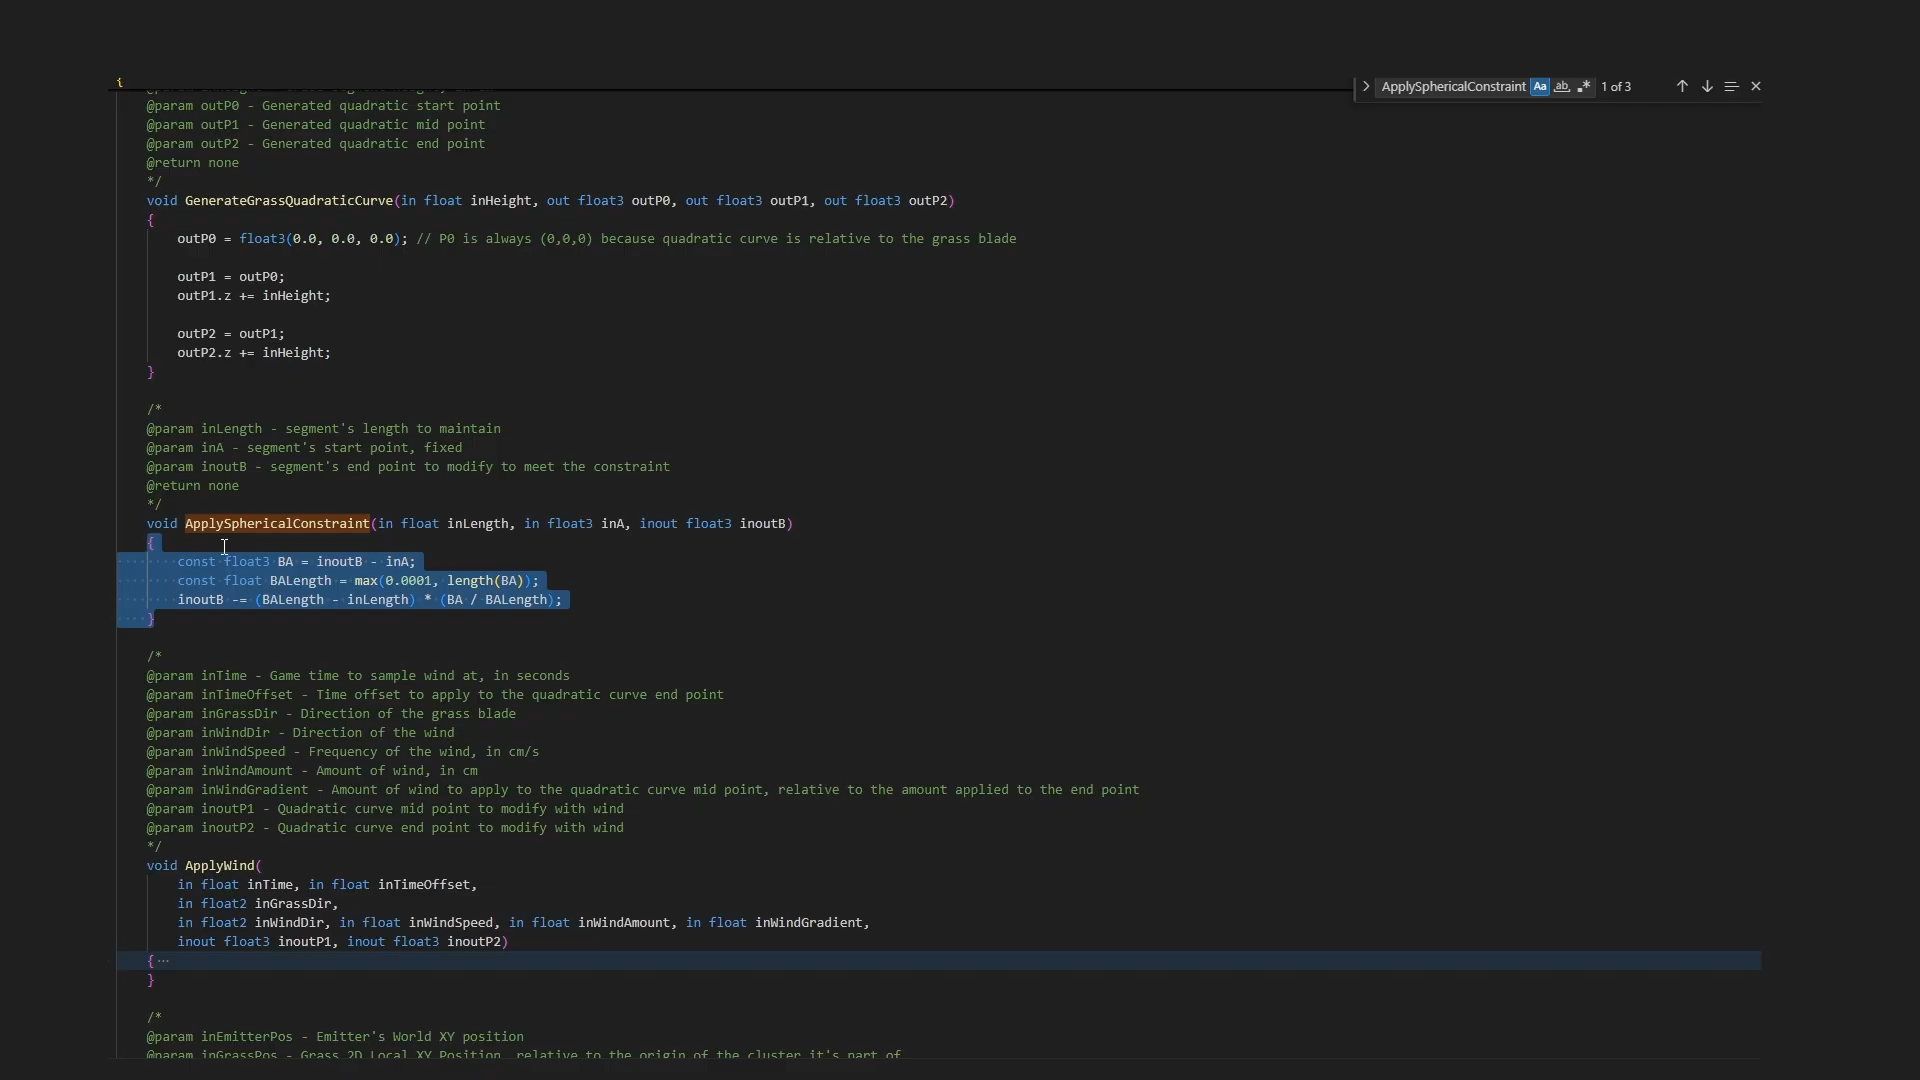 {
ApplySphericalConstraint Aa ab .* 1 of 3
@param outP0 - Generated quadratic start point
@param outP1 - Generated quadratic mid point
@param outP2 - Generated quadratic end point
@return none
*/
void GenerateGrassQuadraticCurve(in float inHeight, out float3 outP0, out float3 outP1, out float3 outP2)
{
outP0 = float3(0.0, 0.0, 0.0); // P0 is always (0,0,0) because quadratic curve is relative to the grass blade
outP1 = outP0;
outP1.z += inHeight;
outP2 = outP1;
outP2.z += inHeight;
}
/*
@param inLength - segment's length to maintain
@param inA - segment's start point, fixed
@param inoutB - segment's end point to modify to meet the constraint
@return none
*/
void ApplySphericalConstraint(in float inLength, in float3 inA, inout float3 inoutB)
{
const float3 BA = inoutB - inA;
const float BALength = max(0.0001, length(BA));
inoutB -= (BALength - inLength) * (BA / BALength);
}
/*
@param inTime - Game time to sample wind at, in seconds
@param inTimeOffset - Time offset to apply to the quadratic curve end point
@param inGrassDir - Direction of the grass blade
@param inWindDir - Direction of the wind
@param inWindSpeed - Frequency of the wind, in cm/s
@param inWindAmount - Amount of wind, in cm
@param inWindGradient - Amount of wind to apply to the quadratic curve mid point, relative to the amount applied to the end point
@param inoutP1 - Quadratic curve mid point to modify with wind
@param inoutP2 - Quadratic curve end point to modify with wind
*/
void ApplyWind(
in float inTime, in float inTimeOffset,
in float2 inGrassDir,
in float2 inWindDir, in float inWindSpeed, in float inWindAmount, in float inWindGradient,
inout float3 inoutP1, inout float3 inoutP2)
{ ···
}
/*
@param inEmitterPos - Emitter's World XY position
@param inGrassPos - Grass 2D Local XY Position, relative to the origin of the cluster it's part of